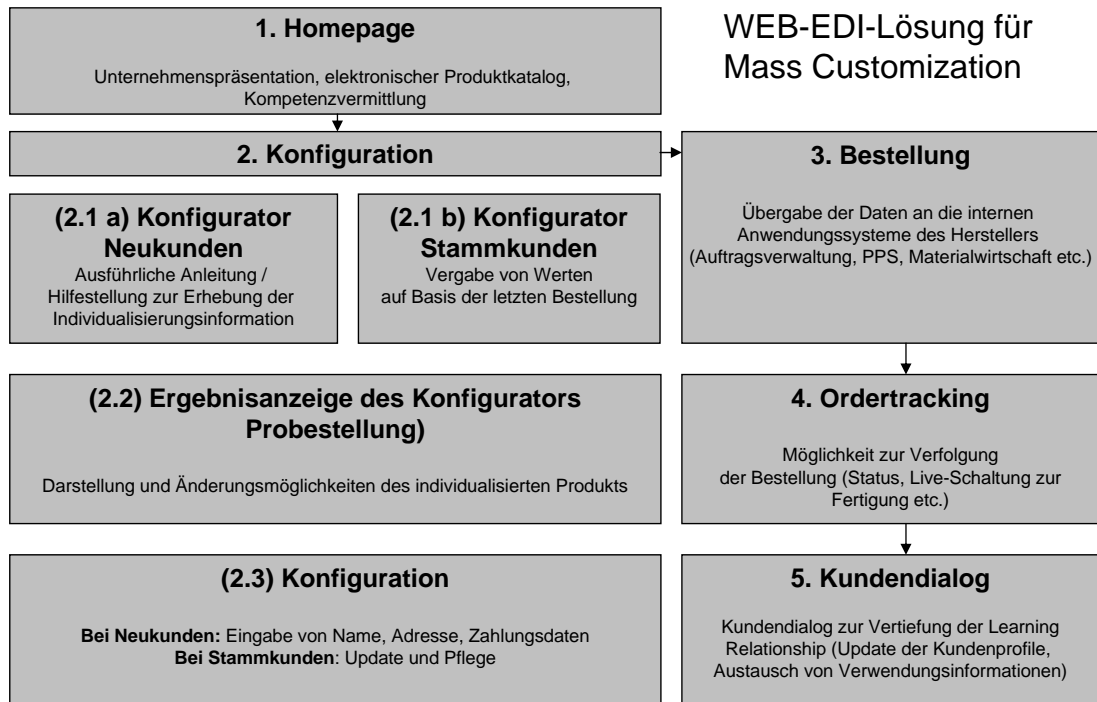 WEB-EDI-Lösung für
Mass Customization
1. Homepage
Unternehmenspräsentation, elektronischer Produktkatalog,
Kompetenzvermittlung
2. Konfiguration
(2.1 a) Konfigurator
Neukunden
Ausführliche Anleitung /
Hilfestellung zur Erhebung der
Individualisierungsinformation
(2.1 b) Konfigurator
Stammkunden
Vergabe von Werten
auf Basis der letzten Bestellung
(2.2) Ergebnisanzeige des Konfigurators
Probestellung)
Darstellung und Änderungsmöglichkeiten des individualisierten Produkts
(2.3) Konfiguration
Bei Neukunden: Eingabe von Name, Adresse, Zahlungsdaten
Bei Stammkunden: Update und Pflege
3. Bestellung
Übergabe der Daten an die internen
Anwendungssysteme des Herstellers
(Auftragsverwaltung, PPS, Materialwirtschaft etc.)
4. Ordertracking
Möglichkeit zur Verfolgung
der Bestellung (Status, Live-Schaltung zur
Fertigung etc.)
5. Kundendialog
Kundendialog zur Vertiefung der Learning
Relationship (Update der Kundenprofile,
Austausch von Verwendungsinformationen)